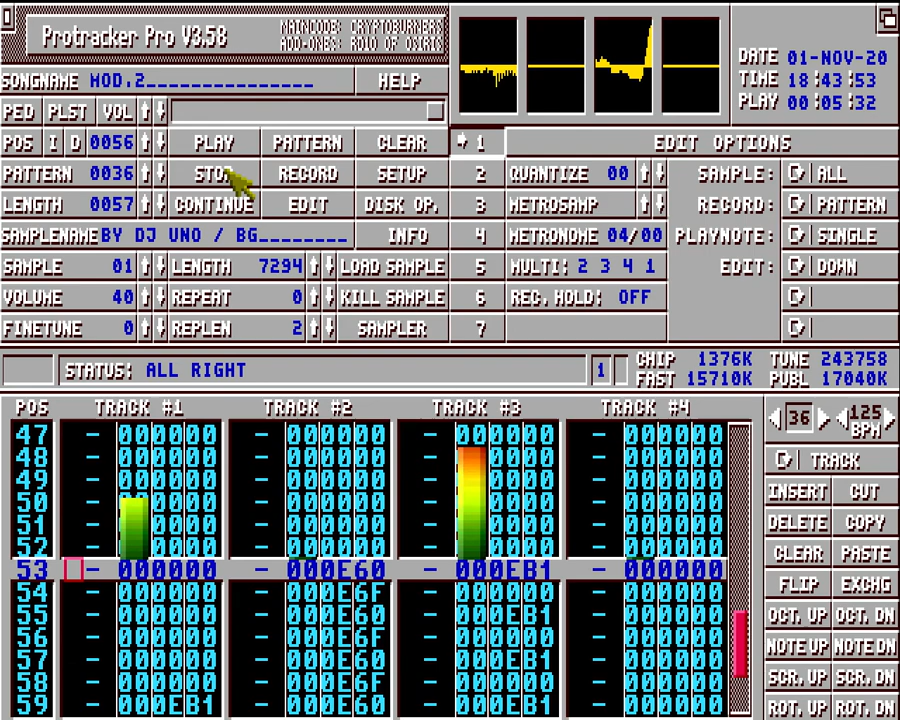 Protracker Pro V3.58
MAINCODE: CRYPTOBURNERS
DATE 01-NOV-20
TIME 18:43:53
PLAY 00:05:32
SONGNAME MOD.2_______________
HELP
PED PLST VOL
POS I D 0056 PLAY PATTERN CLEAR 1 EDIT OPTIONS
PATTERN 0036 STOP RECORD SETUP 2 QUANTIZE 00 SAMPLE: ALL
LENGTH 0057 CONTINUE EDIT DISK OP. 3 METROSAMP RECORD: PATTERN
SAMPLENAME BY DJ UNO / BG________ INFO 4 METRONOME 04/00 PLAYNOTE: SINGLE
SAMPLE 01 LENGTH 7294 LOAD SAMPLE 5 MULTI: 2 3 4 1 EDIT: DOWN
VOLUME 40 REPEAT 0 KILL SAMPLE 6 REC. HOLD: OFF
FINETUNE 0 REPLEN 2 SAMPLER 7
STATUS: ALL RIGHT 1 CHIP 1376K TUNE 243758
FAST 15710K PUBL 17040K
POS TRACK #1 TRACK #2 TRACK #3 TRACK #4
36 125 BPM
47 - 000000 - 000000 - 000000 - 000000
48 - 000000 - 000000 - 000000 - 000000
49 - 000000 - 000000 - 000000 - 000000
50 - 000000 - 000000 - 000000 - 000000
51 - 000000 - 000000 - 000000 - 000000
52 - 000000 - 000000 - 000000 - 000000
53 - 000000 - 000E60 - 000EB1 - 000000
54 - 000000 - 000E6F - 000000 - 000000
55 - 000000 - 000E60 - 000EB1 - 000000
56 - 000000 - 000E6F - 000000 - 000000
57 - 000000 - 000E60 - 000EB1 - 000000
58 - 000000 - 000E6F - 000000 - 000000
59 - 000EB1 - 000E60 - 000EB1 - 000000
TRACK
INSERT CUT
DELETE COPY
CLEAR PASTE
FLIP EXCHG
OCT. UP OCT. DN
NOTE UP NOTE DN
SCR. UP SCR. DN
ROT. UP ROT. DN